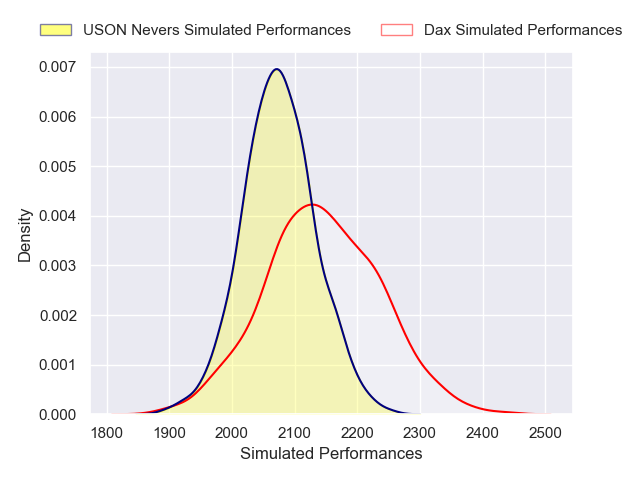 USON Nevers Simulated Performances
Dax Simulated Performances
0.007
0.006
0.005
0.004
0.003
0.002
0.001
0.000
Density
1800 1900 2000 2100 2200 2300 2400 2500
Simulated Performances